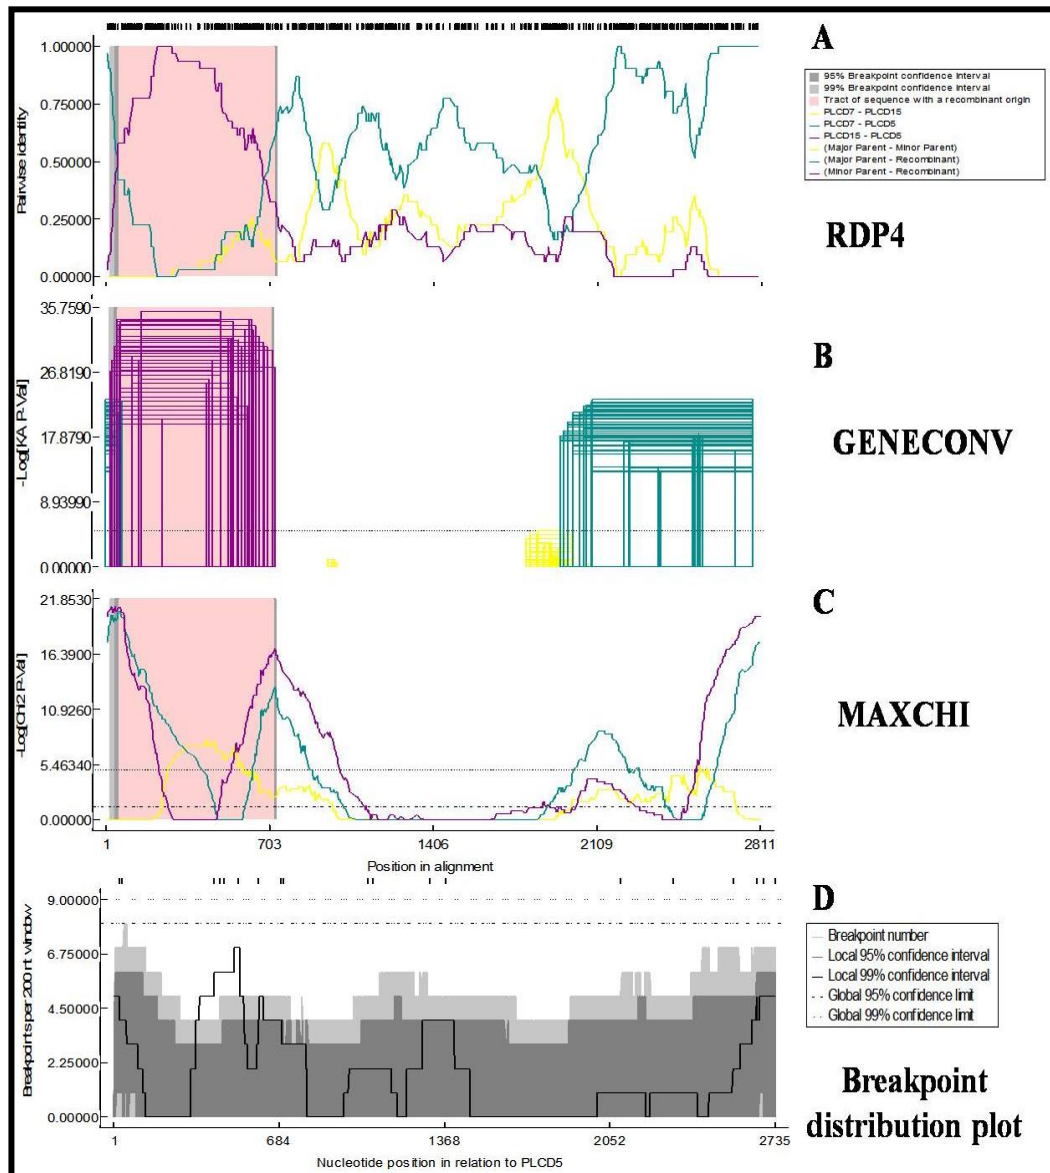 A
1.00000
0.75000
0.50000
0.25000
0.00000
Pairwise identity
95% Breakpoint confidence interval
99% Breakpoint confidence interval
Tract of sequence with a recombinant origin
PLCD7 - PLCD15
PLCD7 - PLCD5
PLCD15 - PLCD5
(Major Parent - Minor Parent)
(Major Parent - Recombinant)
(Minor Parent - Recombinant)
RDP4
B
35.7590
26.8190
17.8790
8.93990
0.00000
-Log[KA P-Val]
GENECONV
C
21.8530
16.3900
10.9260
5.46340
0.00000
-Log[Chi2 P-Val]
MAXCHI
1 703 1406 2109 2811
Position in alignment
D
9.00000
6.75000
4.50000
2.25000
0.00000
Breakpoints per 200 nt window
Breakpoint number
Local 95% confidence interval
Local 99% confidence interval
Global 95% confidence limit
Global 99% confidence limit
Breakpoint
distribution plot
1 684 1368 2052 2735
Nucleotide position in relation to PLCD5